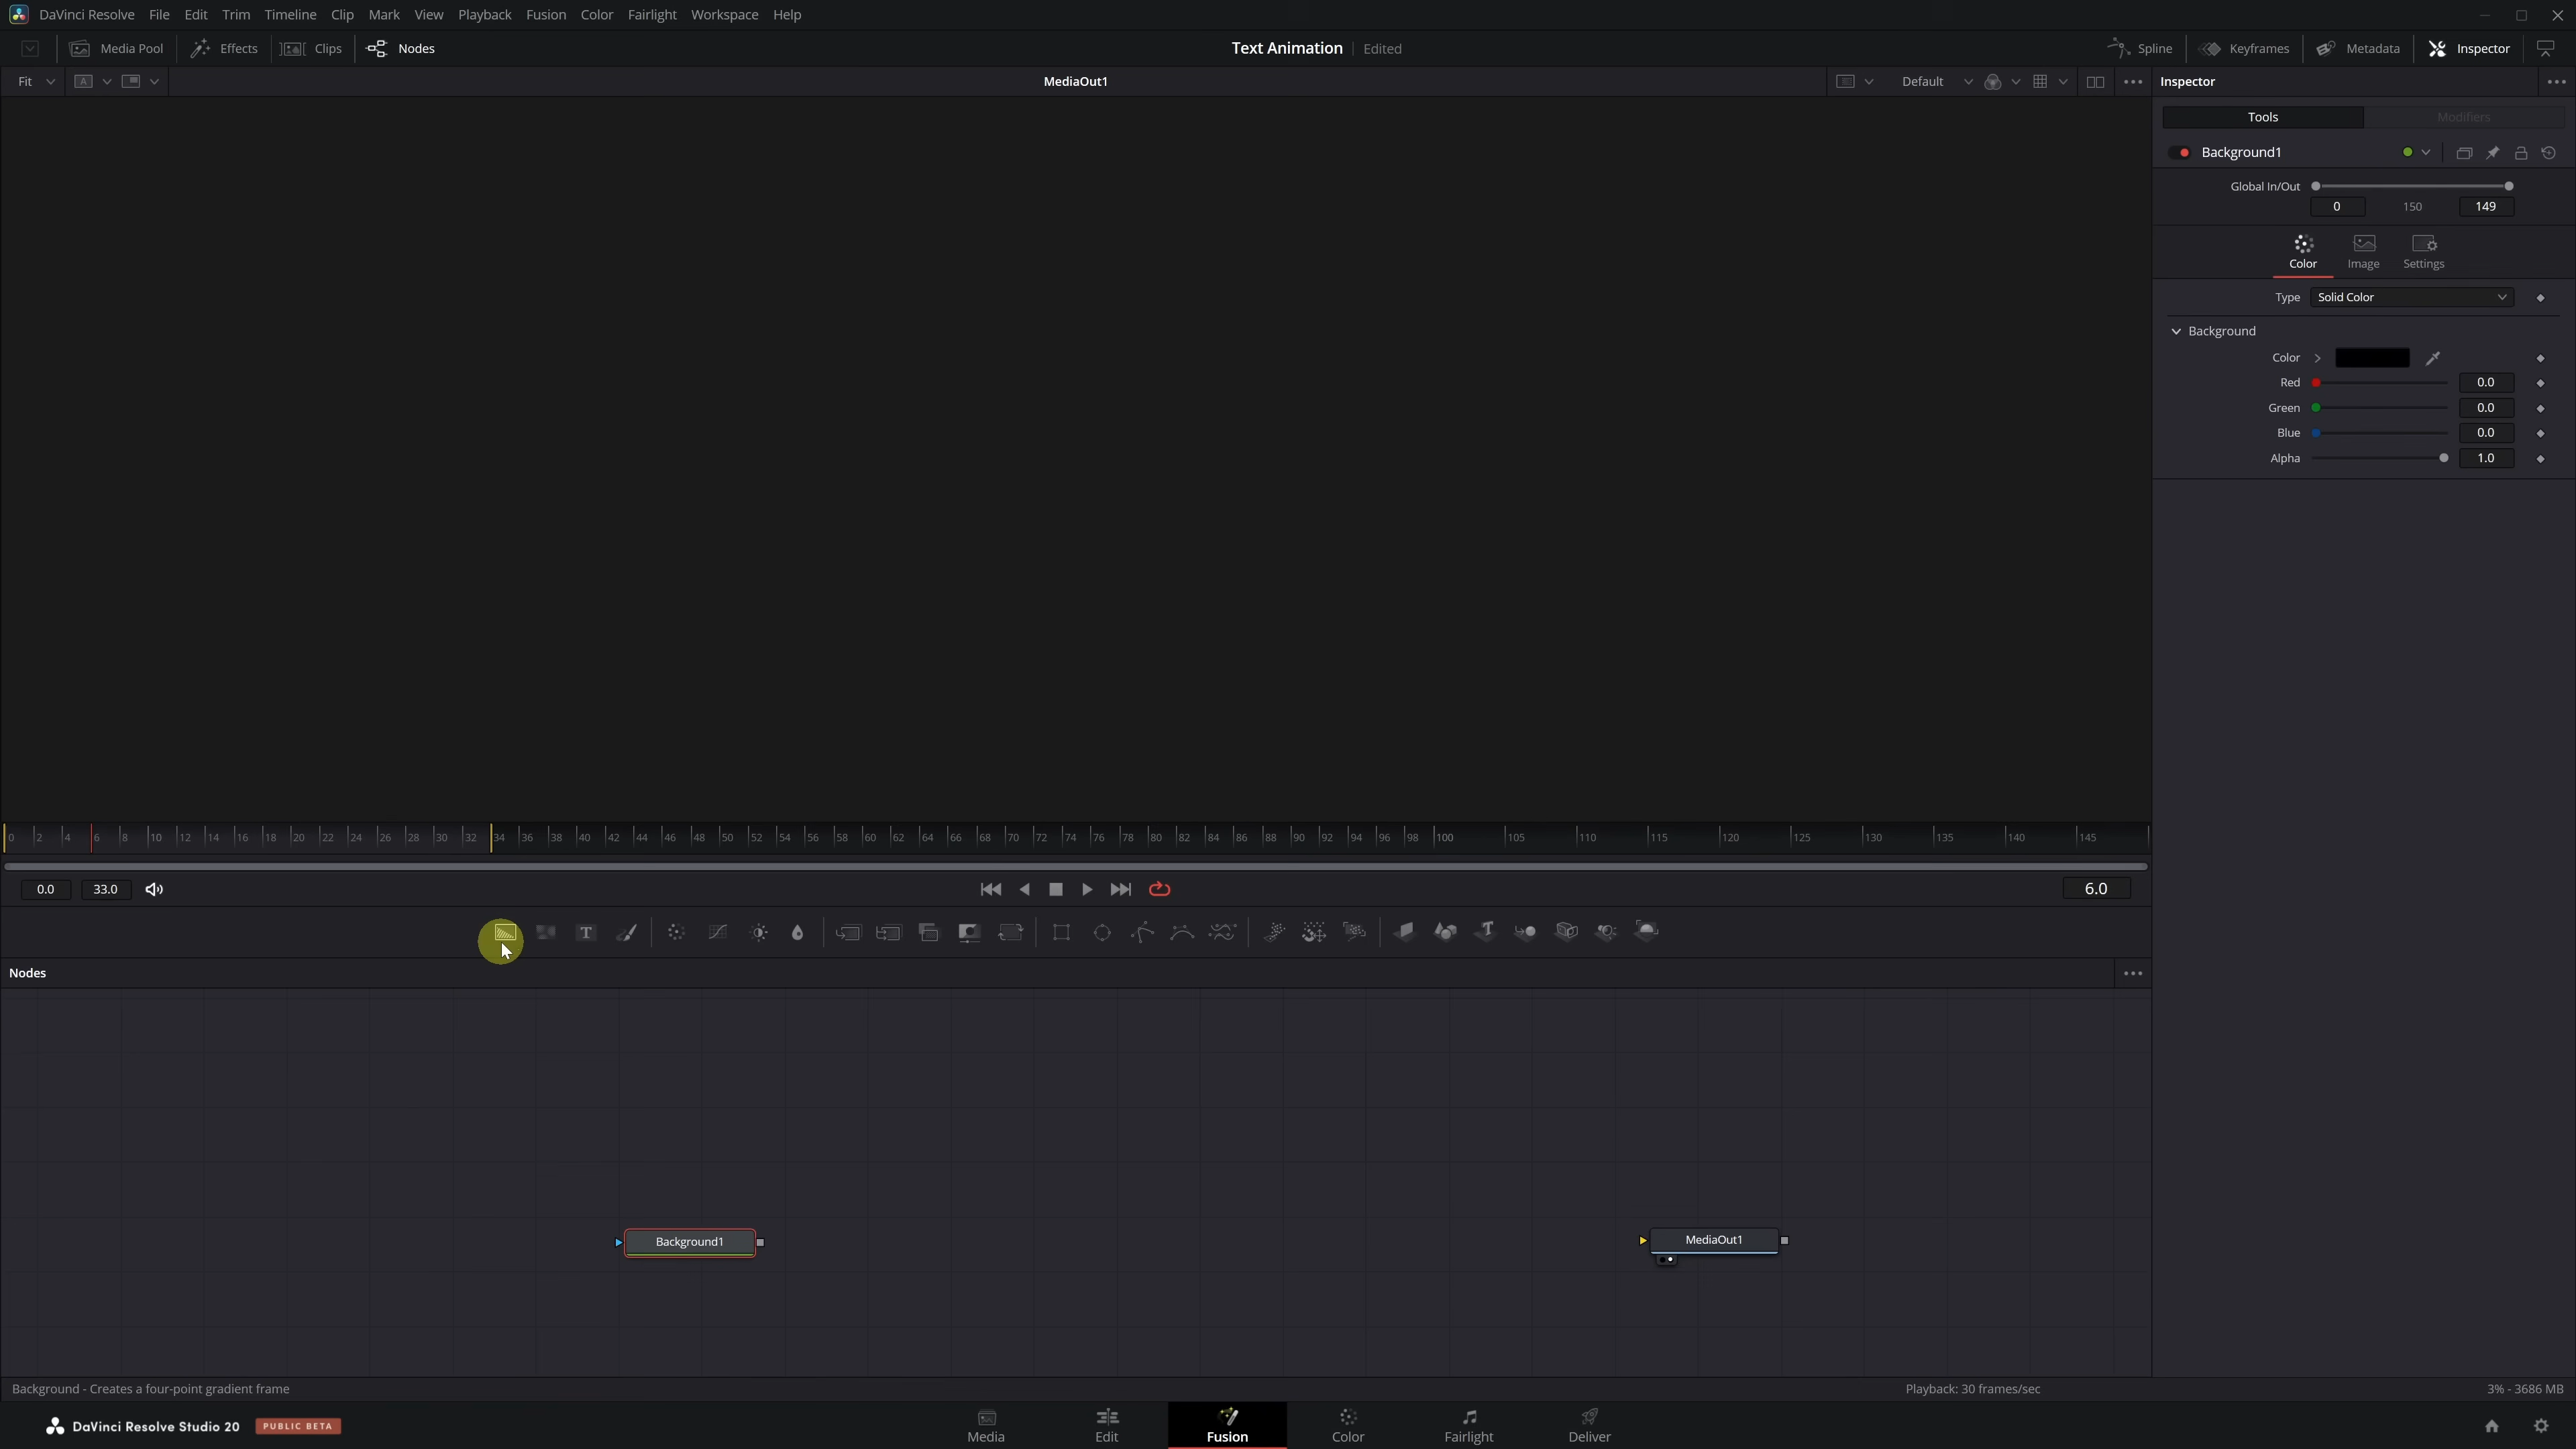 DaVinci Resolve File Edit Trim Timeline Clip Mark View Playback Fusion Color Fairlight Workspace Help
Media Pool Effects Clips Nodes Text Animation Edited Spline Keyframes Metadata Inspector
Fit A MediaOut1 Default Inspector
Tools Modifiers
Background1
Global In/Out
0 150 149
Color Image Settings
Type Solid Color
Background
Color
Red 0.0
Green 0.0
Blue 0.0
Alpha 1.0
0 2 4 6 8 10 12 14 16 18 20 22 24 26 28 30 32 34 36 38 40 42 44 46 48 50 52 54 56 58 60 62 64 66 68 70 72 74 76 78 80 82 84 86 88 90 92 94 96 98 100 105 110 115 120 125 130 135 140 145
0.0 33.0 6.0
T T
Nodes
Background1 MediaOut1
Background - Creates a four-point gradient frame Playback: 30 frames/sec 3% - 3686 MB
DaVinci Resolve Studio 20 PUBLIC BETA Media Edit Fusion Color Fairlight Deliver